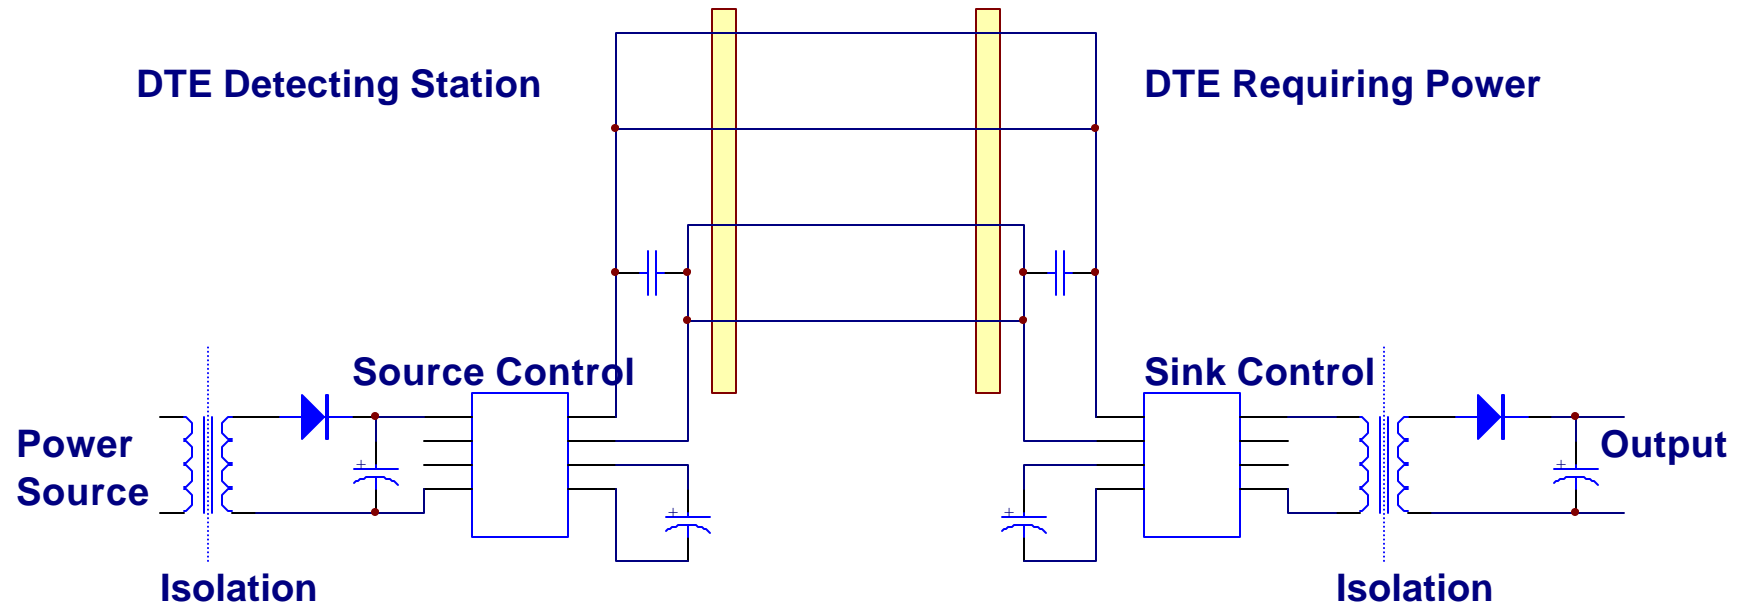 DTE Detecting Station
DTE Requiring Power
Source Control
Sink Control
Power
Source
Output
+
+
+
+
Isolation
Isolation